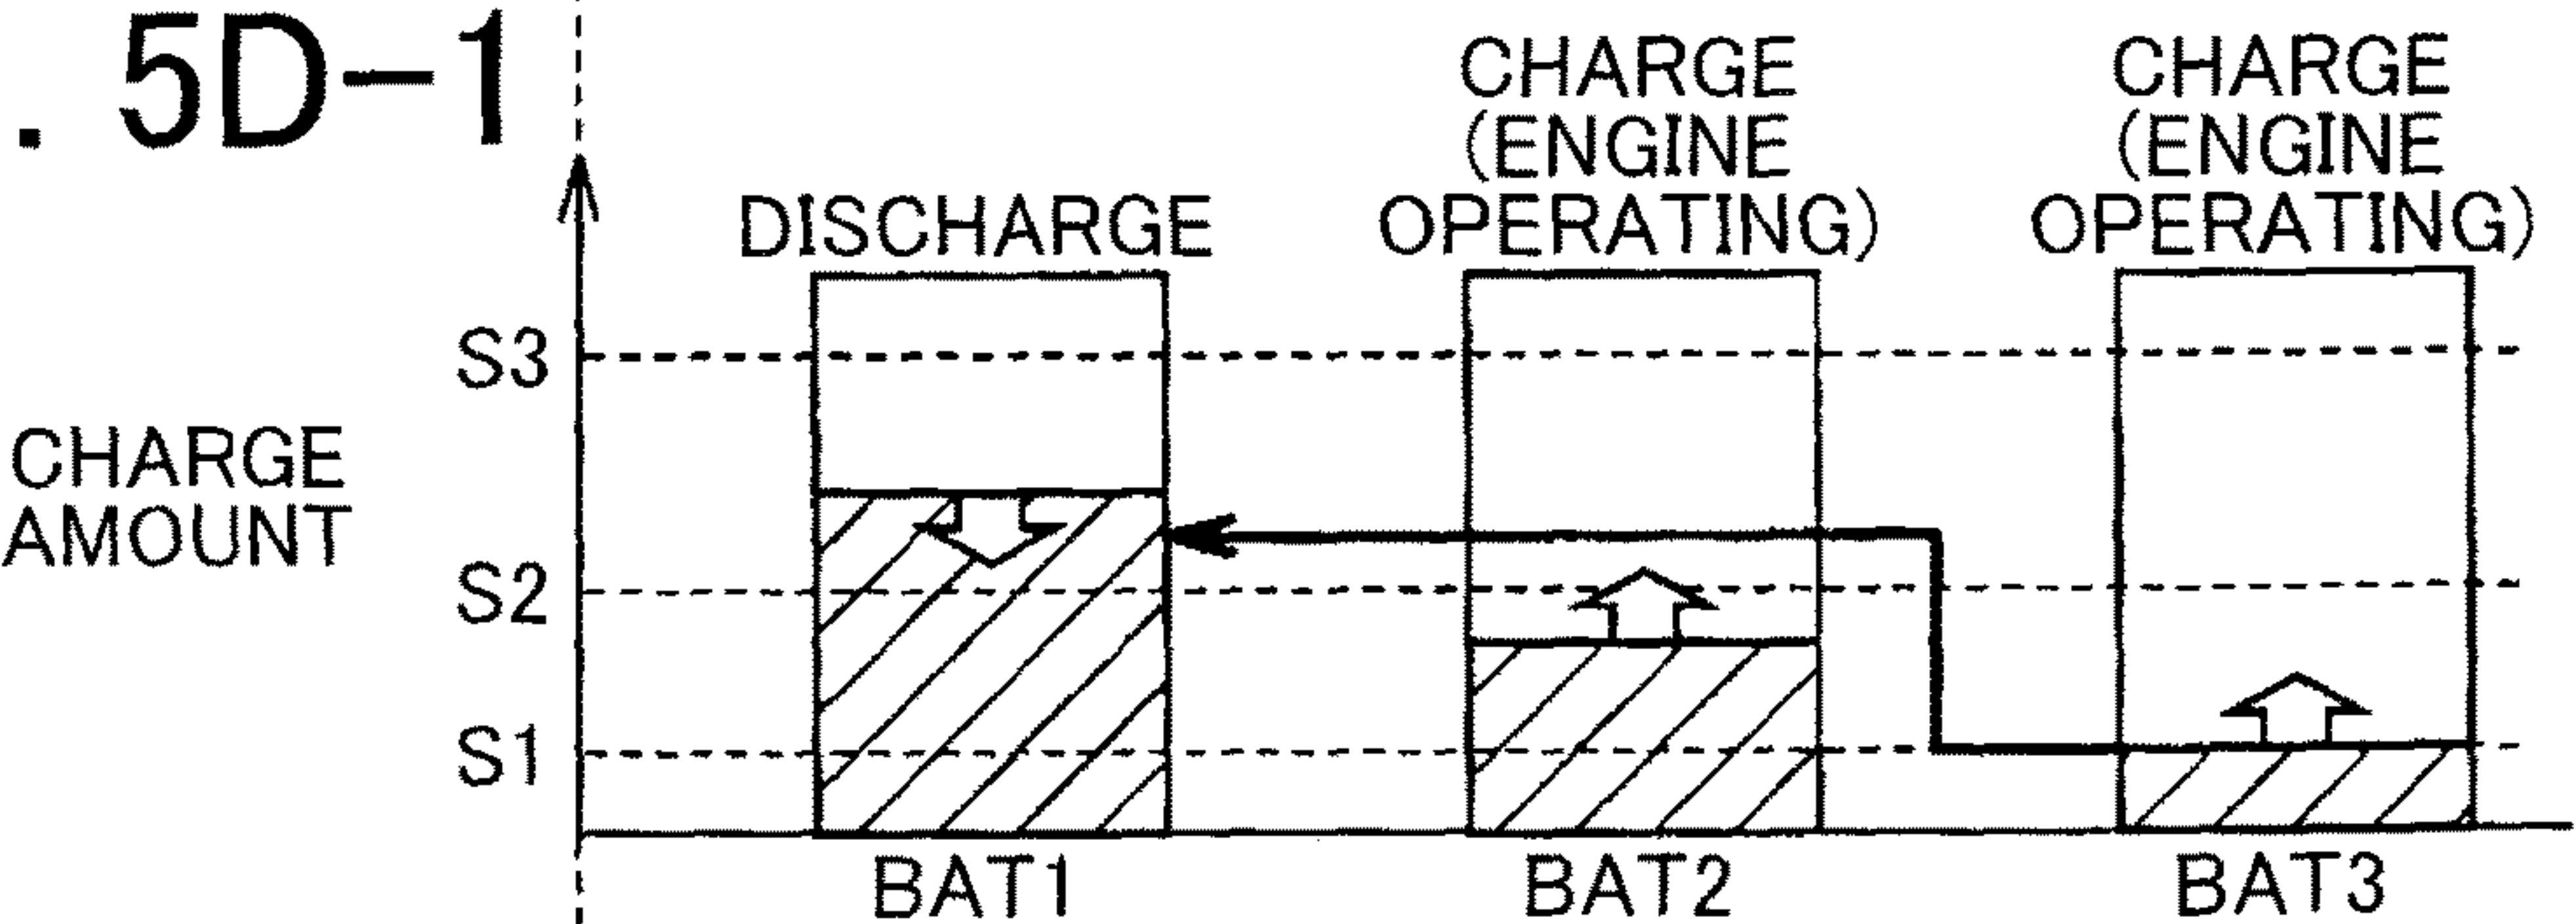 . 5D-1
CHARGE
(ENGINE
OPERATING)
CHARGE
(ENGINE
OPERATING)
DISCHARGE
S3
CHARGE
AMOUNT
S2
S1
BAT1
BAT2
BAT3